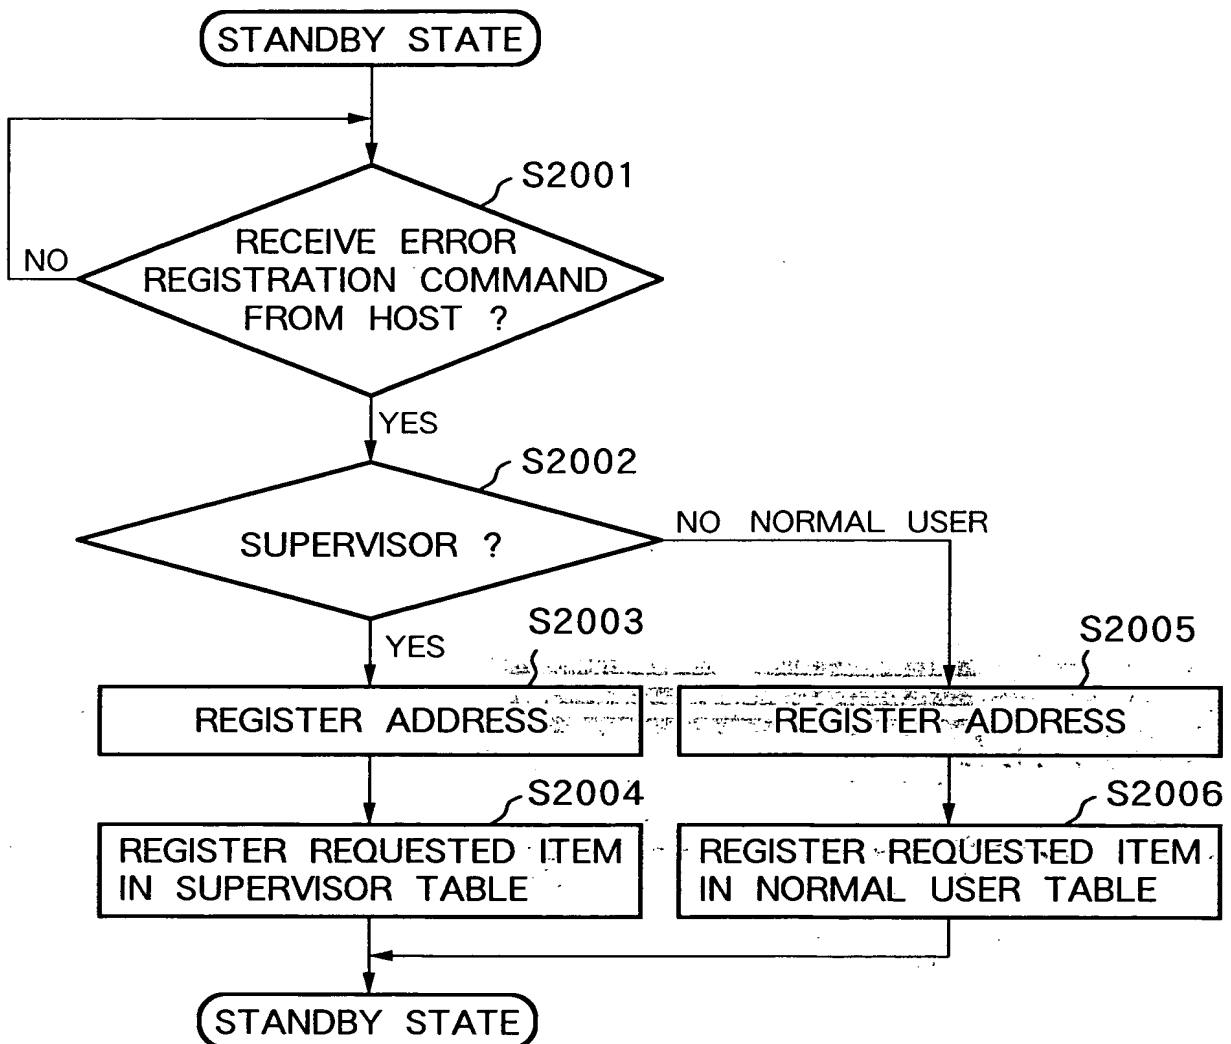 STANDBY STATE
S2001
RECEIVE ERROR
REGISTRATION COMMAND
FROM HOST ?
NO
YES
S2002
SUPERVISOR ?
NO NORMAL USER
YES
S2003
REGISTER ADDRESS
S2005
REGISTER ADDRESS
S2004
REGISTER REQUESTED ITEM
IN SUPERVISOR TABLE
S2006
REGISTER REQUESTED ITEM
IN NORMAL USER TABLE
STANDBY STATE